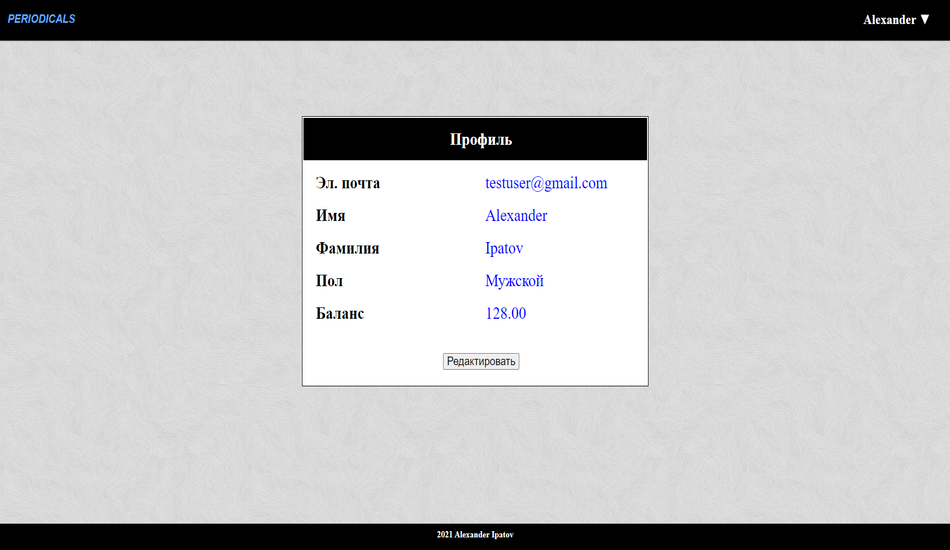 PERIODICALS
Alexander ▼
Профиль
Эл. почта testuser@gmail.com
Имя Alexander
Фамилия Ipatov
Пол Мужской
Баланс 128.00
Редактировать
2021 Alexander Ipatov